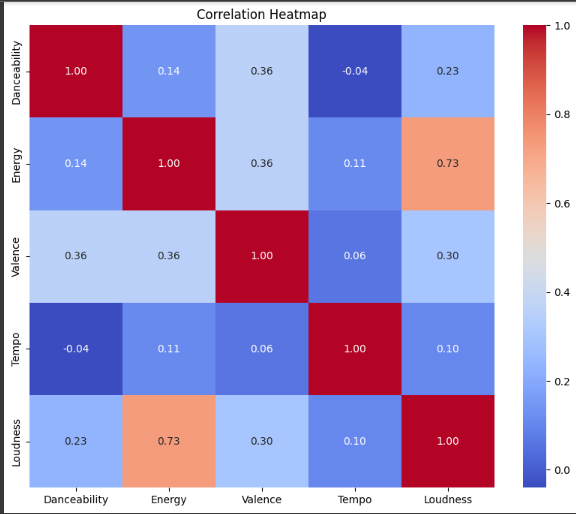 Correlation Heatmap
Danceability 1.00 0.14 0.36 -0.04 0.23
Energy 0.14 1.00 0.36 0.11 0.73
Valence 0.36 0.36 1.00 0.06 0.30
Tempo -0.04 0.11 0.06 1.00 0.10
Loudness 0.23 0.73 0.30 0.10 1.00
Danceability Energy Valence Tempo Loudness
1.0
0.8
0.6
0.4
0.2
0.0